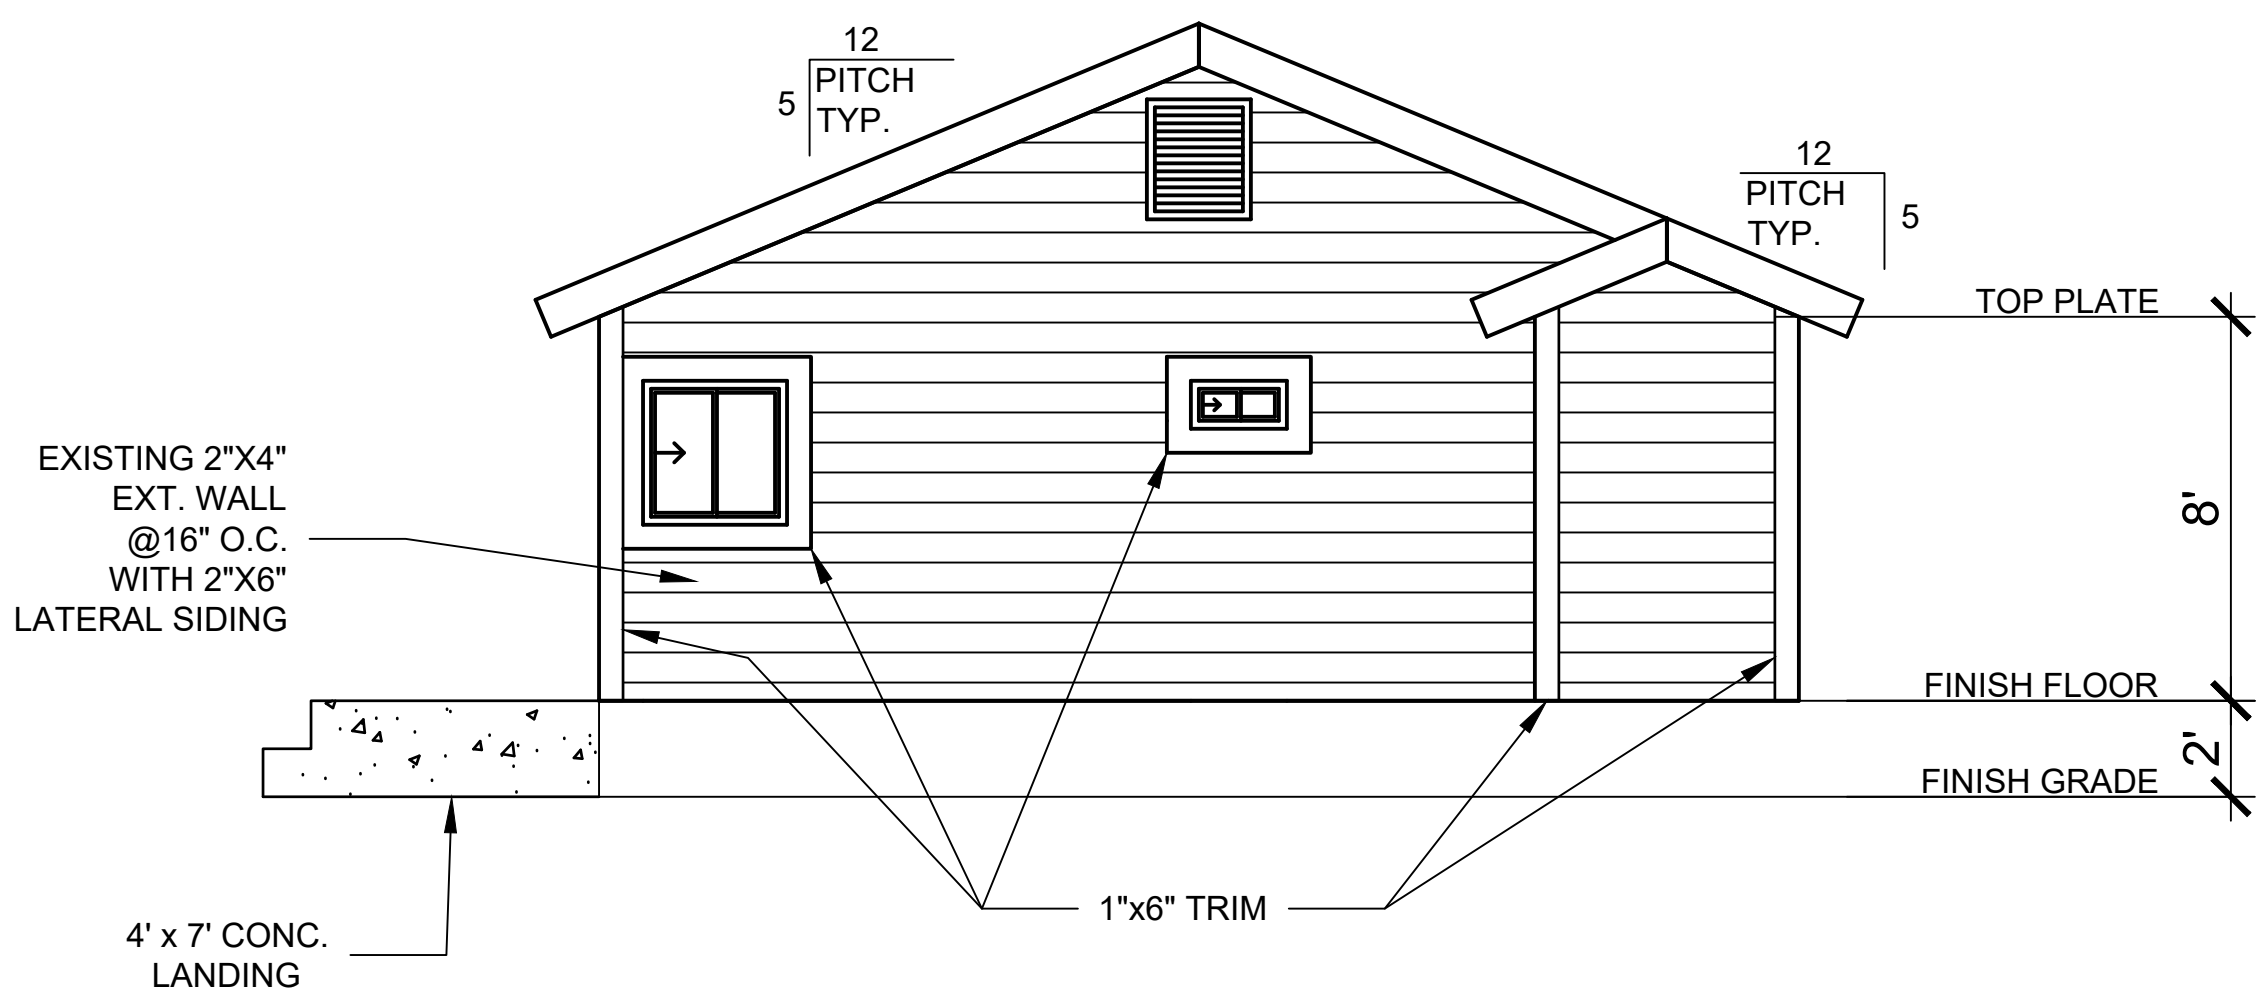 12
5
PITCH
TYP.
12
PITCH
TYP.
5
TOP PLATE
8'
EXISTING 2"X4"
EXT. WALL
@16" O.C.
WITH 2"X6"
LATERAL SIDING
FINISH FLOOR
2'
FINISH GRADE
1"x6" TRIM
4' x 7' CONC.
LANDING